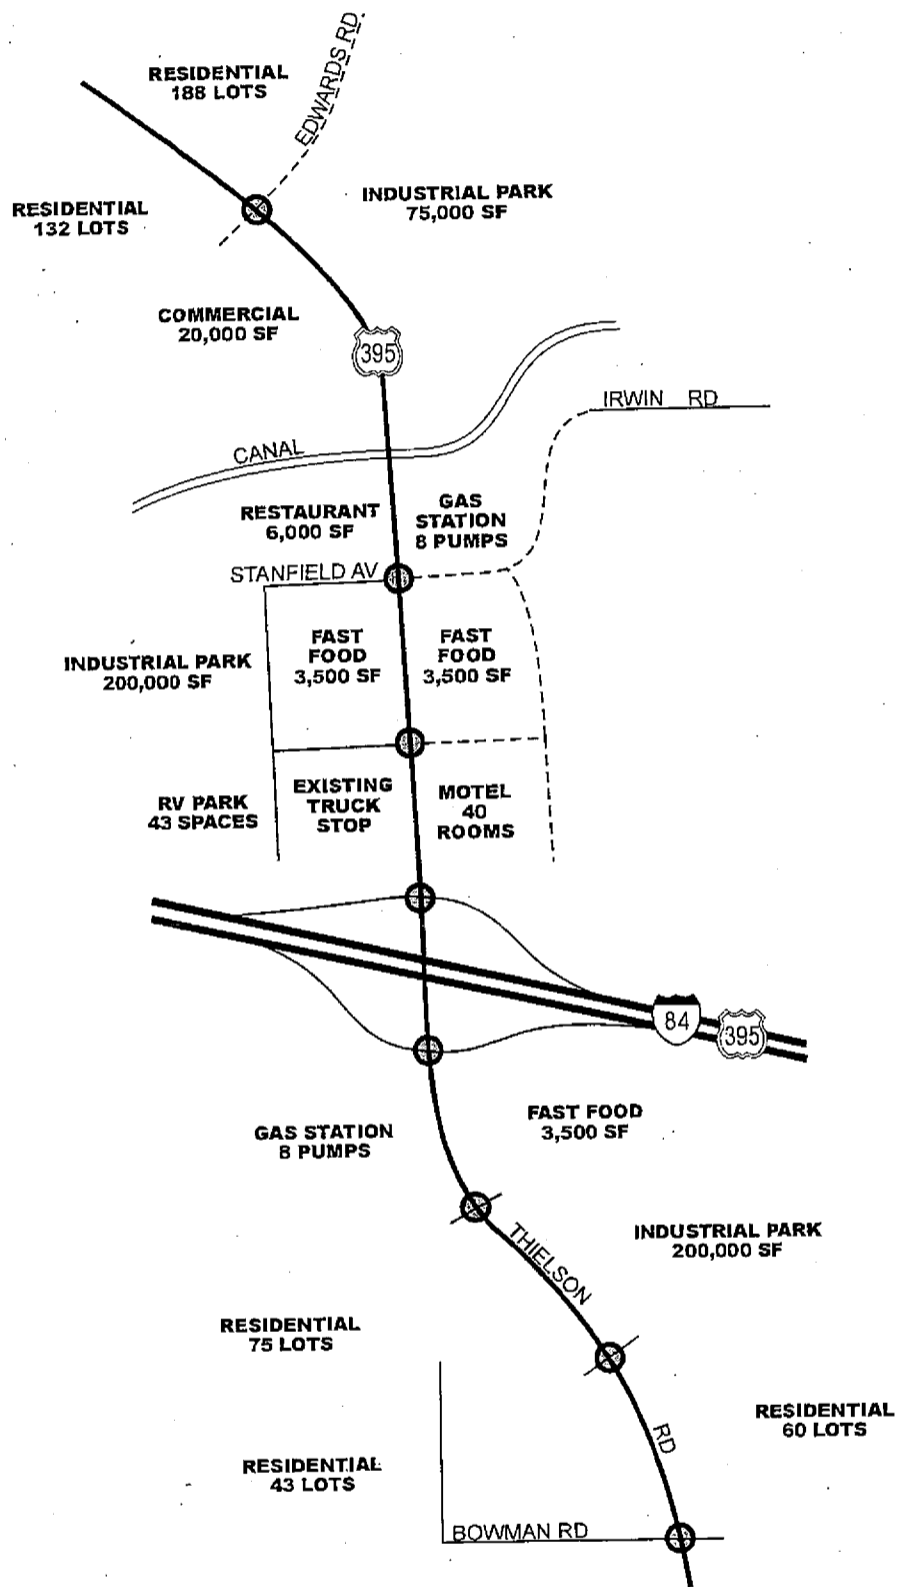 EDWARDS RD.
RESIDENTIAL
188 LOTS
INDUSTRIAL PARK
75,000 SF
RESIDENTIAL
132 LOTS
COMMERCIAL
20,000 SF
395
IRWIN RD
CANAL
RESTAURANT
6,000 SF
GAS
STATION
8 PUMPS
STANFIELD AV
FAST
FOOD
3,500 SF
FAST
FOOD
3,500 SF
INDUSTRIAL PARK
200,000 SF
EXISTING
TRUCK
STOP
MOTEL
40
ROOMS
RV PARK
43 SPACES
84
395
FAST FOOD
3,500 SF
GAS STATION
8 PUMPS
THIELSON
INDUSTRIAL PARK
200,000 SF
RESIDENTIAL
75 LOTS
RESIDENTIAL
60 LOTS
RD
RESIDENTIAL
43 LOTS
BOWMAN RD